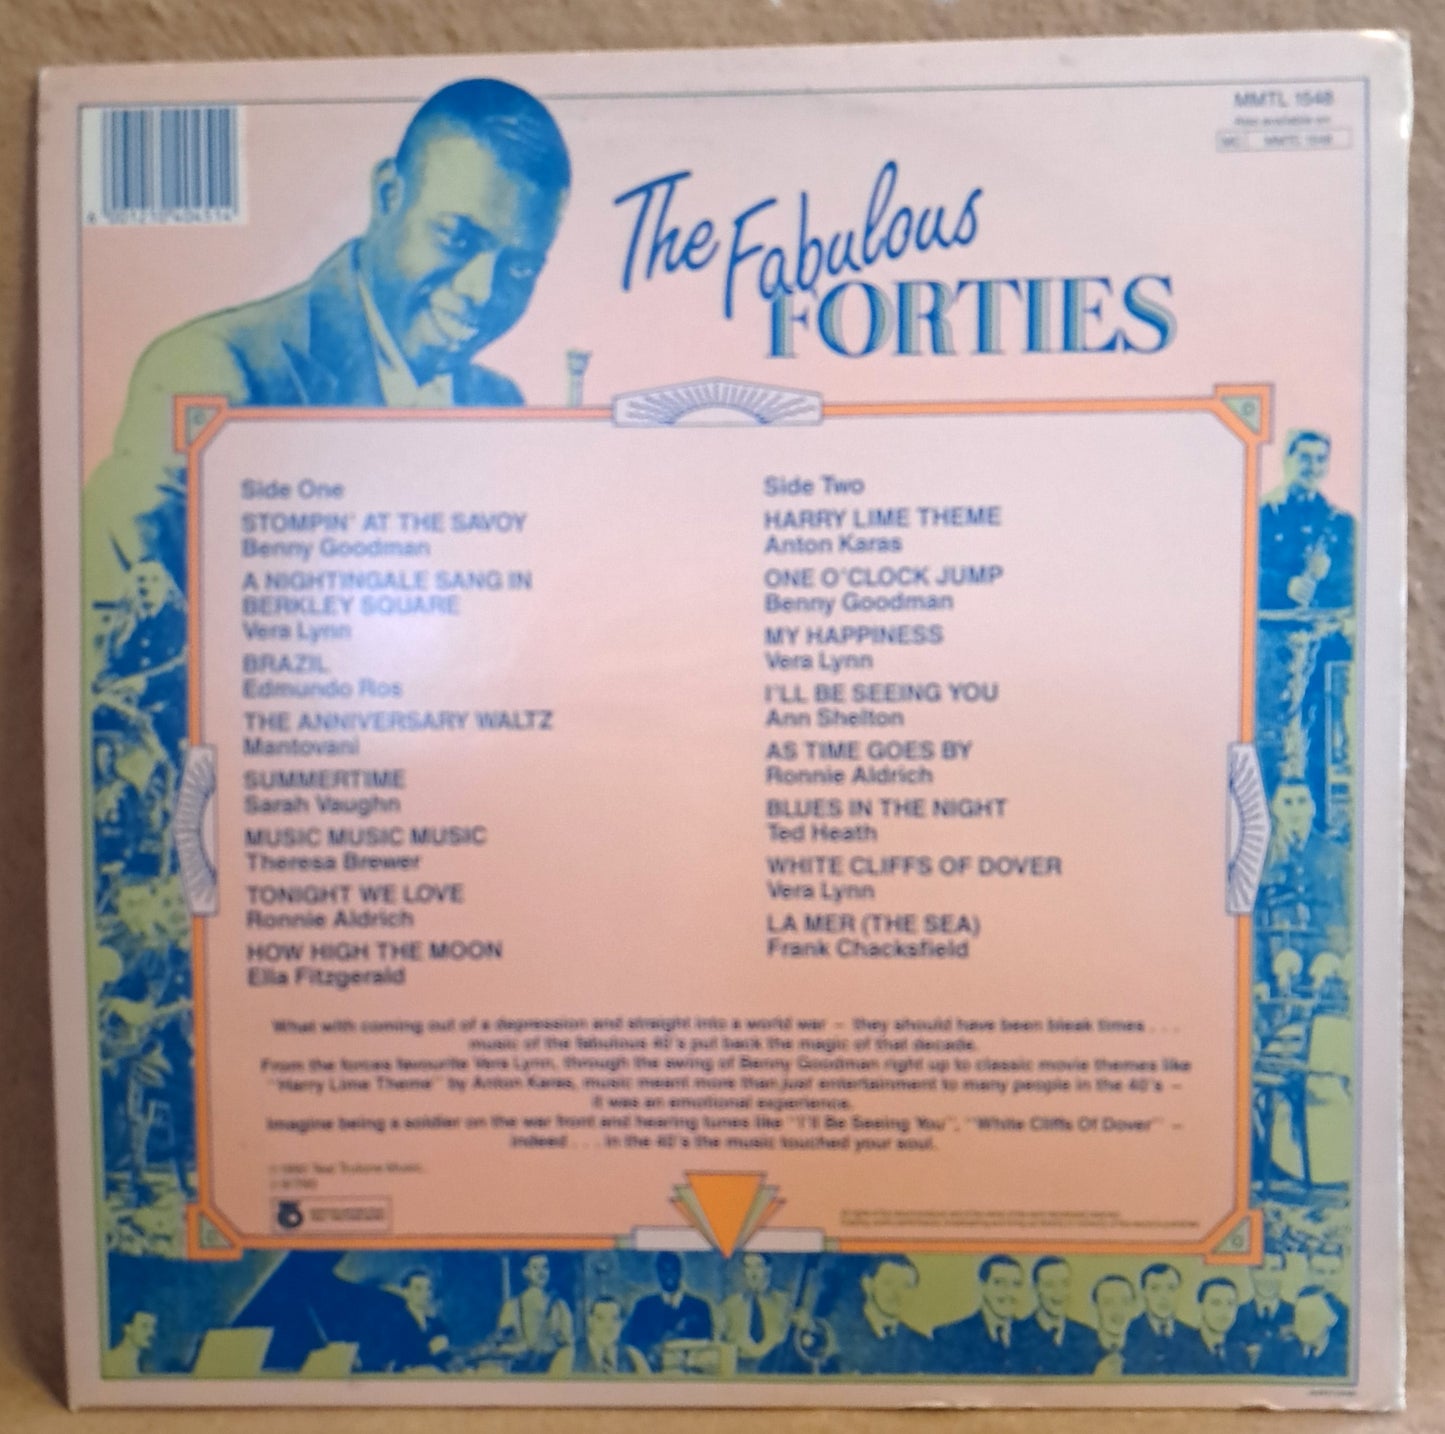 MMTL 1548
Also available on
MC MMTL 1548
The Fabulous
FORTIES
Side One
STOMPIN' AT THE SAVOY
Benny Goodman
A NIGHTINGALE SANG IN
BERKLEY SQUARE
Vera Lynn
BRAZIL
Edmundo Ros
THE ANNIVERSARY WALTZ
Mantovani
SUMMERTIME
Sarah Vaughn
MUSIC MUSIC MUSIC
Theresa Brewer
TONIGHT WE LOVE
Ronnie Aldrich
HOW HIGH THE MOON
Ella Fitzgerald
Side Two
HARRY LIME THEME
Anton Karas
ONE O'CLOCK JUMP
Benny Goodman
MY HAPPINESS
Vera Lynn
I'LL BE SEEING YOU
Ann Shelton
AS TIME GOES BY
Ronnie Aldrich
BLUES IN THE NIGHT
Ted Heath
WHITE CLIFFS OF DOVER
Vera Lynn
LA MER (THE SEA)
Frank Chacksfield
What with coming out of a depression and straight into a world war – they should have been bleak times . . .
music of the fabulous 40's put back the magic of that decade.
From the forces favourite Vera Lynn, through the swing of Benny Goodman right up to classic movie themes like
"Harry Lime Theme" by Anton Karas, music meant more than just entertainment to many people in the 40's –
it was an emotional experience.
Imagine being a soldier on the war front and hearing tunes like "I'll Be Seeing You", "White Cliffs Of Dover" –
indeed . . . in the 40's the music touched your soul.
Music